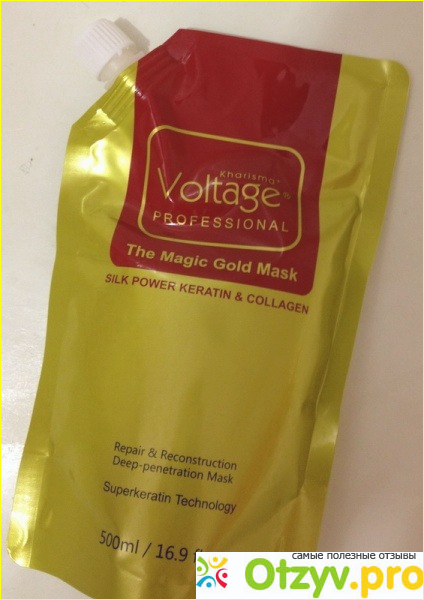 Kharisma
Voltage®
PROFESSIONAL
The Magic Gold Mask
SILK POWER KERATIN & COLLAGEN
Repair & Reconstruction
Deep-penetration Mask
Superkeratin Technology
500ml / 16.9 fl
самые полезные отзывы
Otzyv.pro